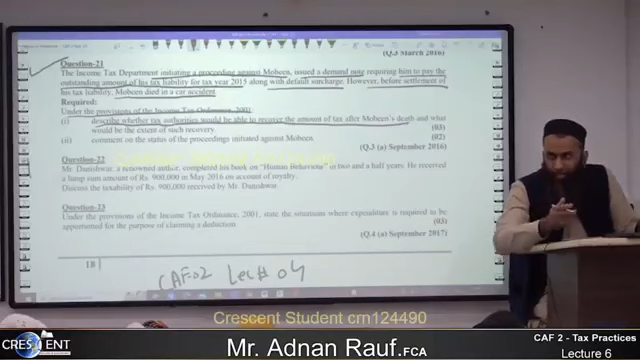 (Q.3 March 2016)
Question-21
The Income Tax Department initiating a proceeding against Mobeen, issued a demand note requiring him to pay the
outstanding amount of his tax liability for tax year 2015 along with default surcharge. However, before settlement of
his tax liability, Mobeen died in a car accident.
Required:
Under the provisions of the Income Tax Ordinance, 2001
(i) describe whether tax authorities would be able to recover the amount of tax after Mobeen's death and what
would be the extent of such recovery. (03)
(ii) comment on the status of the proceedings initiated against Mobeen. (02)
(Q.3 (a) September 2016)
Question-22
Mr. Danishwar, a renowned author, completed his book on "Human Behaviour" in two and a half years. He received
a lump sum amount of Rs. 900,000 in May 2016 on account of royalty.
Discuss the taxability of Rs. 900,000 received by Mr. Danishwar.
Question-23
Under the provisions of the Income Tax Ordinance, 2001, state the situations where expenditure is required to be
apportioned for the purpose of claiming a deduction. (03)
(Q.4 (a) September 2017)
18
CAF-02 Lec# 04
Crescent Student crn124490
CRESCENT
Mr. Adnan Rauf.FCA
CAF 2 - Tax Practices
Lecture 6